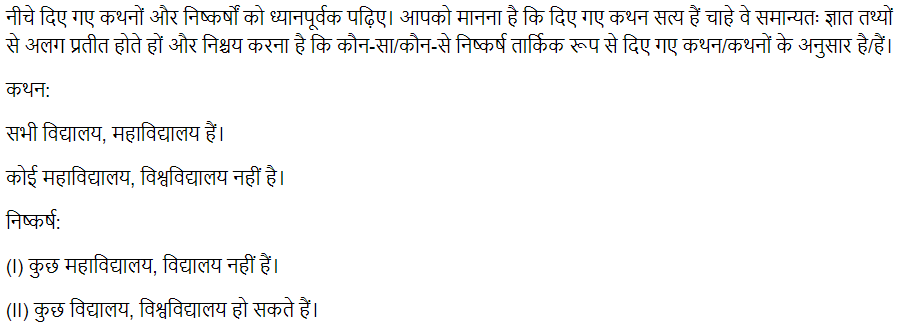 नीचे दिए गए कथनों और निष्कर्षों को ध्यानपूर्वक पढ़िए। आपको मानना है कि दिए गए कथन सत्य हैं चाहे वे समान्यतः ज्ञात तथ्यों
से अलग प्रतीत होते हों और निश्चय करना है कि कौन-सा/कौन-से निष्कर्ष तार्किक रूप से दिए गए कथन/कथनों के अनुसार है/हैं।
कथन:
सभी विद्यालय, महाविद्यालय हैं।
कोई महाविद्यालय, विश्वविद्यालय नहीं है।
निष्कर्ष:
(I) कुछ महाविद्यालय, विद्यालय नहीं हैं।
(II) कुछ विद्यालय, विश्वविद्यालय हो सकते हैं।